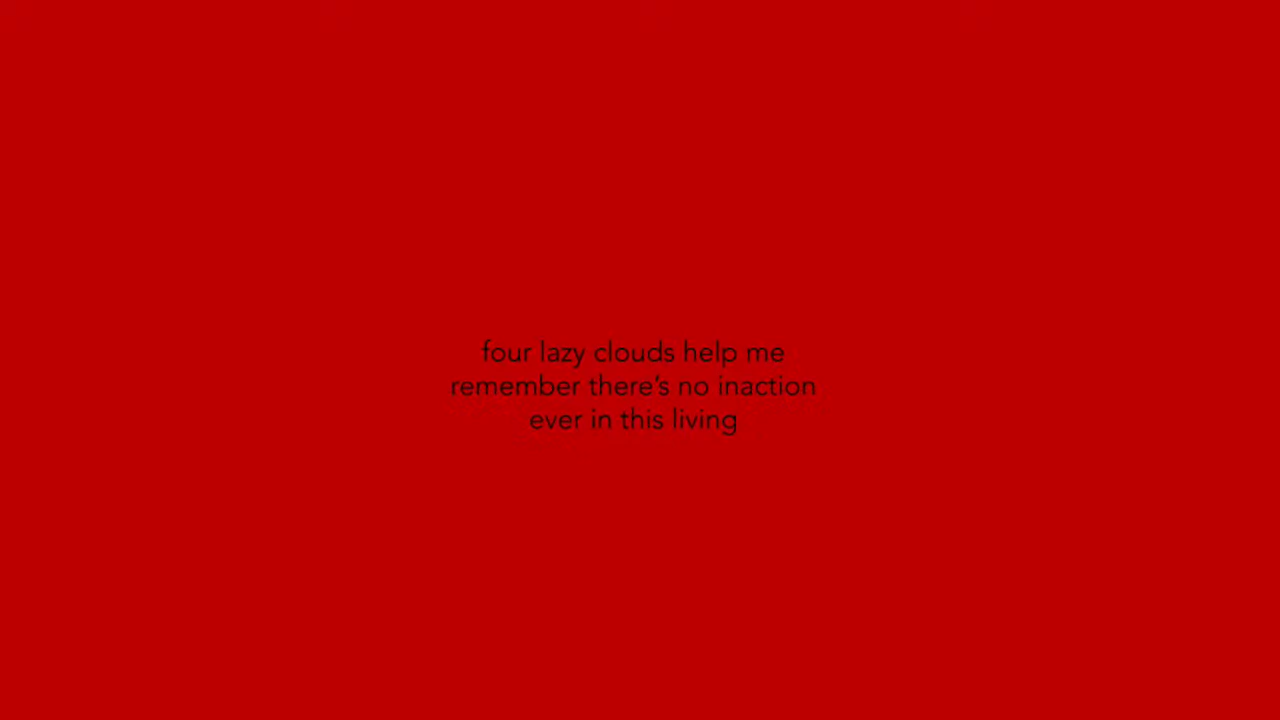 four lazy clouds help me
remember there's no inaction
ever in this living